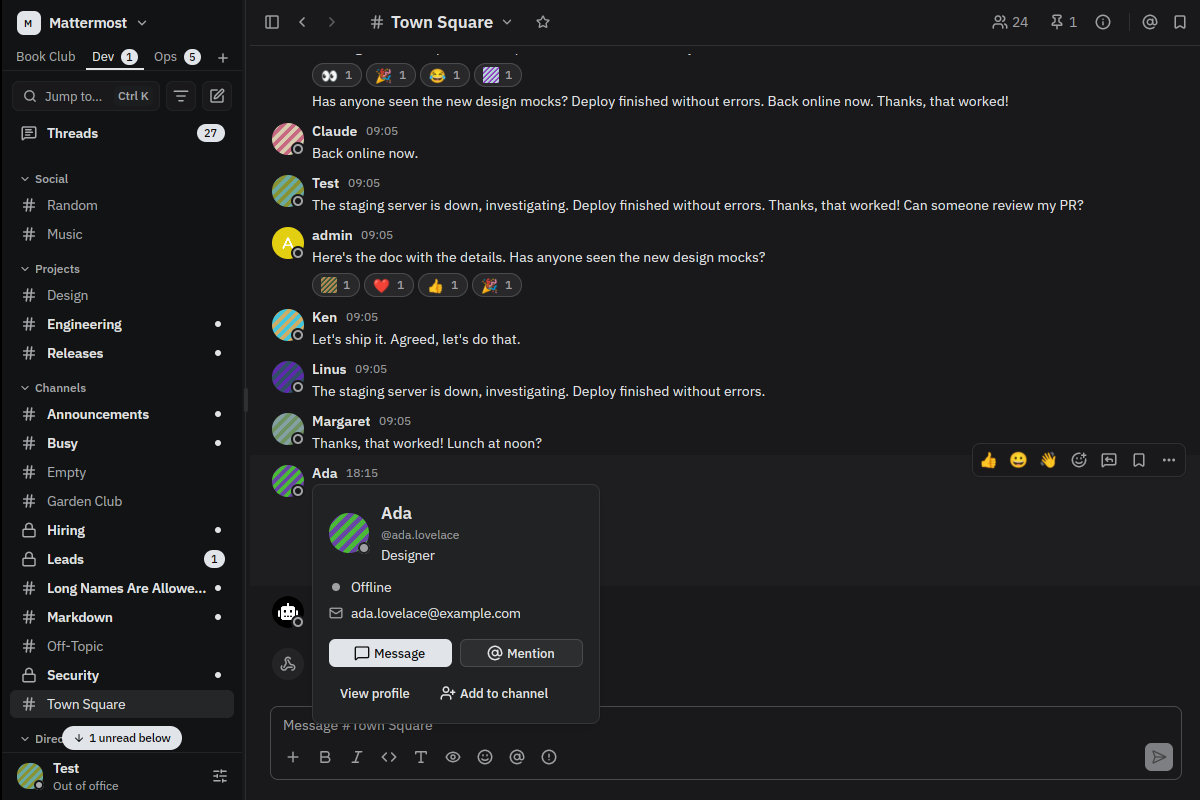 M Mattermost
Book Club Dev 1 Ops 5
Jump to... Ctrl K
Threads 27
Social
Random
Music
Projects
Design
Engineering
Releases
Channels
Announcements
Busy
Empty
Garden Club
Hiring
Leads 1
Long Names Are Allowe...
Markdown
Off-Topic
Security
Town Square
1 unread below
Test
Out of office
# Town Square
24 1
1 1 1 1
Has anyone seen the new design mocks? Deploy finished without errors. Back online now. Thanks, that worked!
Claude 09:05
Back online now.
Test 09:05
The staging server is down, investigating. Deploy finished without errors. Thanks, that worked! Can someone review my PR?
A
admin 09:05
Here's the doc with the details. Has anyone seen the new design mocks?
1 ❤️ 1 👍 1 🎉 1
Ken 09:05
Let's ship it. Agreed, let's do that.
Linus 09:05
The staging server is down, investigating. Deploy finished without errors.
Margaret 09:05
Thanks, that worked! Lunch at noon?
Ada 18:15
Ada
@ada.lovelace
Designer
Offline
ada.lovelace@example.com
Message
Mention
View profile
Add to channel
Message #Town Square